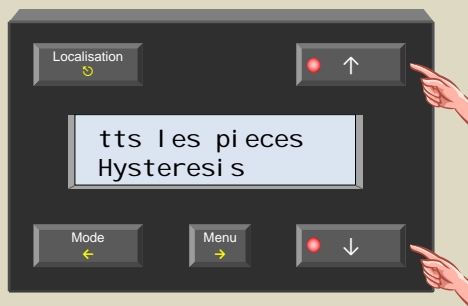 Localisation
tts les pieces
Hysteresis
Mode
Menu